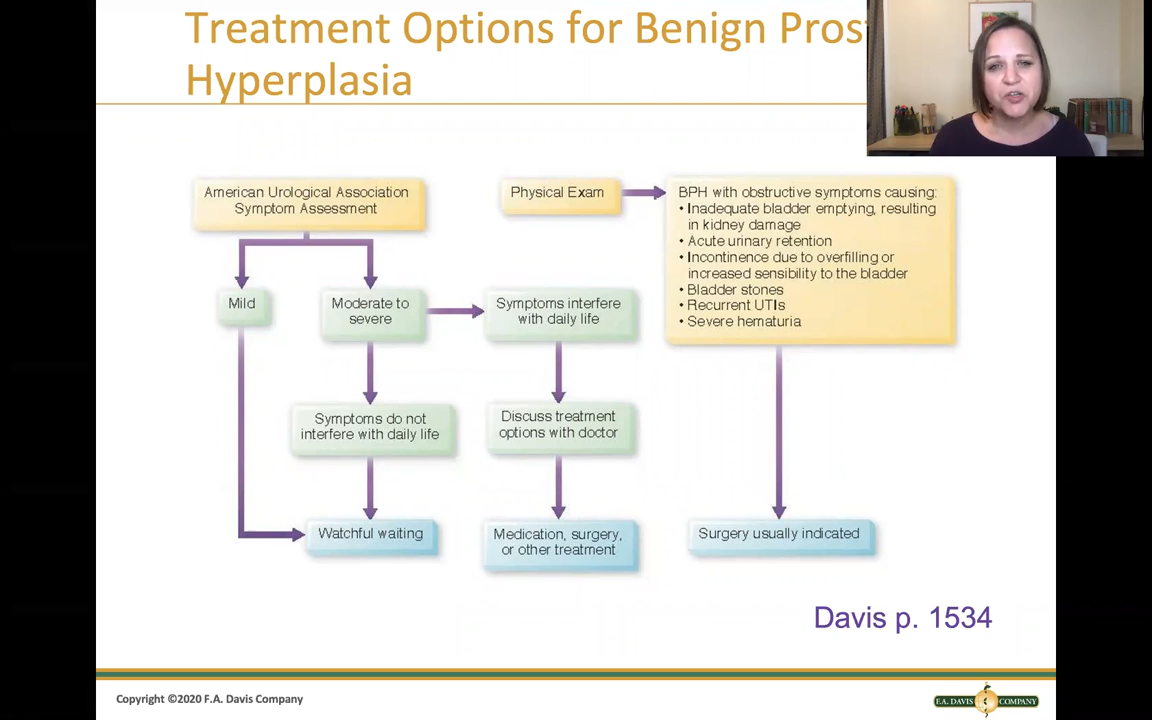 Treatment Options for Benign Pros
Hyperplasia
American Urological Association
Symptom Assessment
Physical Exam
BPH with obstructive symptoms causing:
• Inadequate bladder emptying, resulting
in kidney damage
• Acute urinary retention
• Incontinence due to overfilling or
increased sensibility to the bladder
• Bladder stones
• Recurrent UTIs
• Severe hematuria
Mild
Moderate to
severe
Symptoms interfere
with daily life
Symptoms do not
interfere with daily life
Discuss treatment
options with doctor
Watchful waiting
Medication, surgery,
or other treatment
Surgery usually indicated
Davis p. 1534
Copyright ©2020 F.A. Davis Company
F.A. DAVIS COMPANY